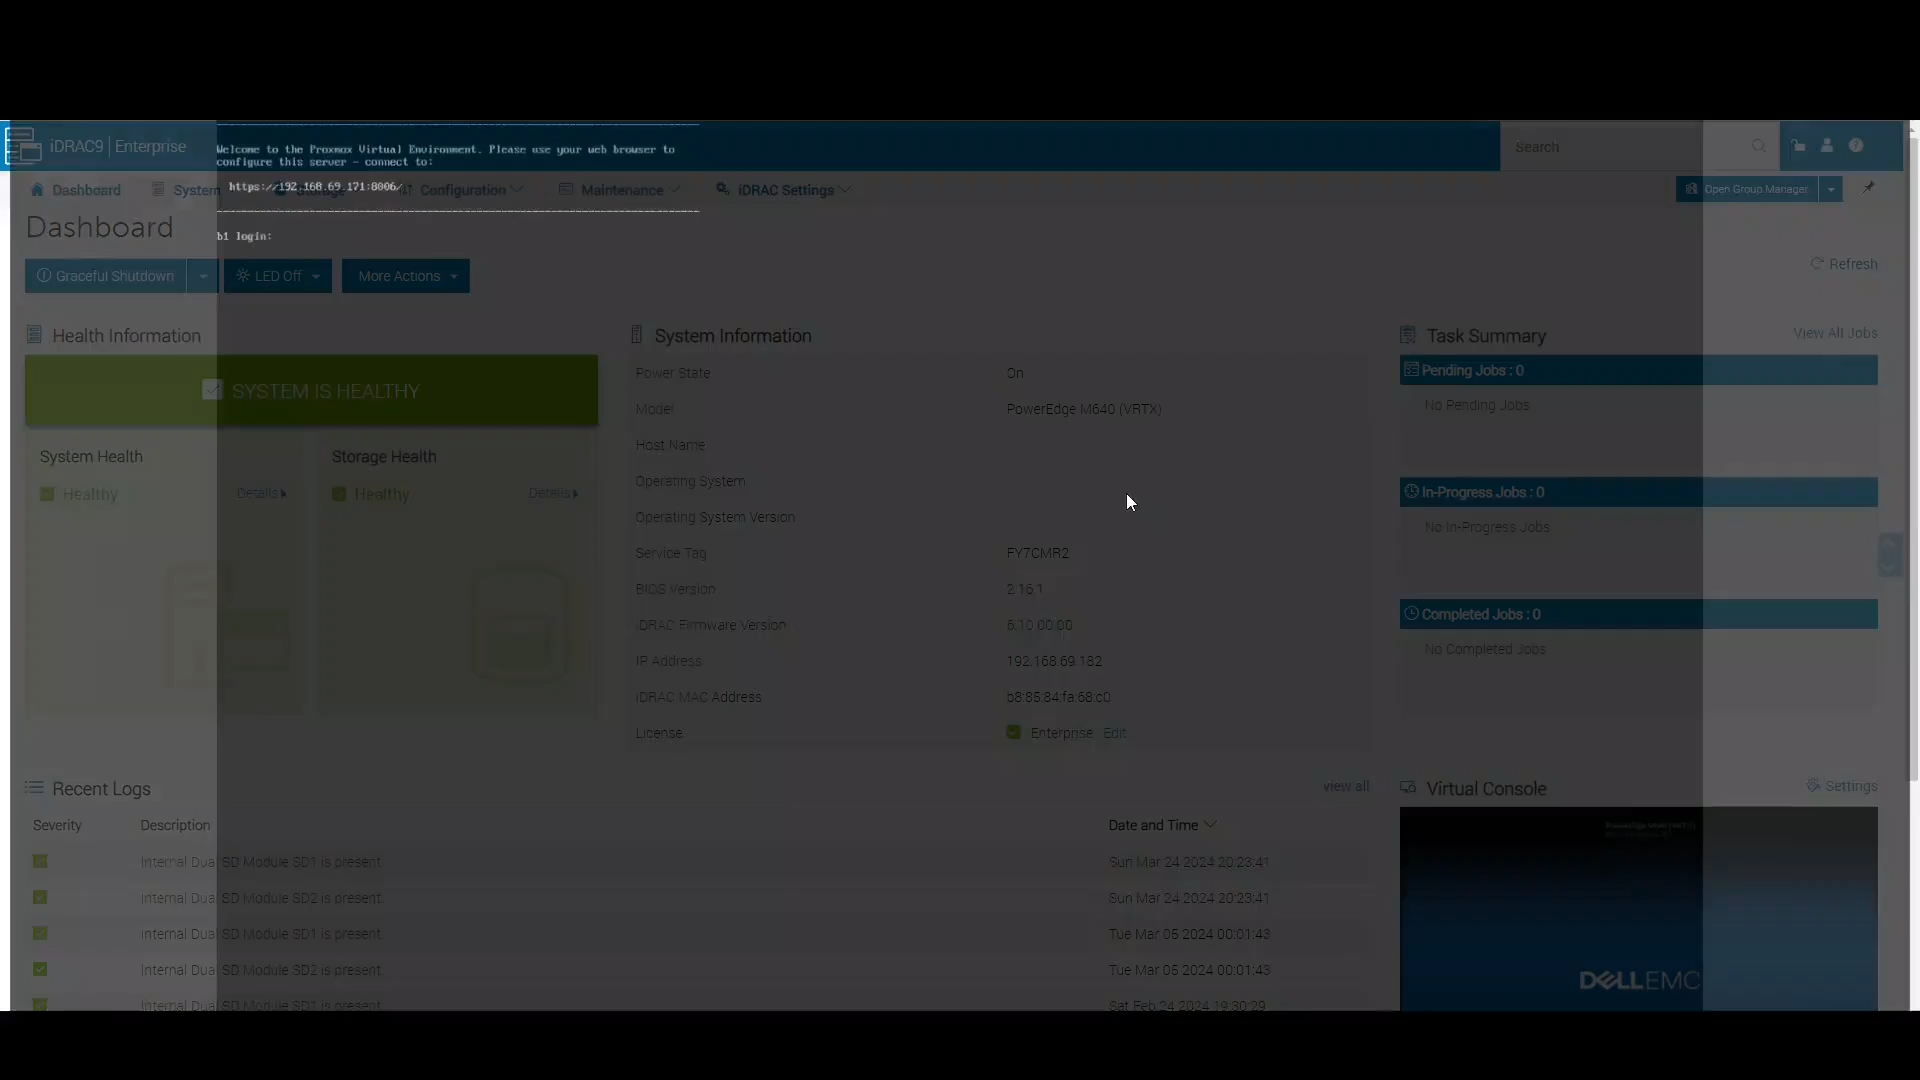 iDRAC9 | Enterprise
Search
Welcome to the Proxmox Virtual Environment. Please use your web browser to
configure this server - connect to:
https://192.168.69.171:8006/
Dashboard System Storage Configuration Maintenance iDRAC Settings
Open Group Manager
Dashboard
b1 login:
Graceful Shutdown LED Off More Actions
Refresh
Health Information
SYSTEM IS HEALTHY
System Health
Healthy Details
Storage Health
Healthy Details
System Information
Power State On
Model PowerEdge M640 (VRTX)
Host Name
Operating System
Operating System Version
Service Tag FY7CMR2
BIOS Version 2.16.1
iDRAC Firmware Version 6.10.00.00
IP Address 192.168.69.182
iDRAC MAC Address b8:85:84:fa:68:c0
License Enterprise Edit
Task Summary View All Jobs
Pending Jobs : 0
No Pending Jobs
In-Progress Jobs : 0
No In-Progress Jobs
Completed Jobs : 0
No Completed Jobs
Recent Logs view all
Severity Description Date and Time
Internal Dual SD Module SD1 is present. Sun Mar 24 2024 20:23:41
Internal Dual SD Module SD2 is present. Sun Mar 24 2024 20:23:41
Internal Dual SD Module SD1 is present. Tue Mar 05 2024 00:01:43
Internal Dual SD Module SD2 is present. Tue Mar 05 2024 00:01:43
Internal Dual SD Module SD1 is present. Sat Feb 24 2024 19:30:29
Virtual Console Settings
DELLEMC